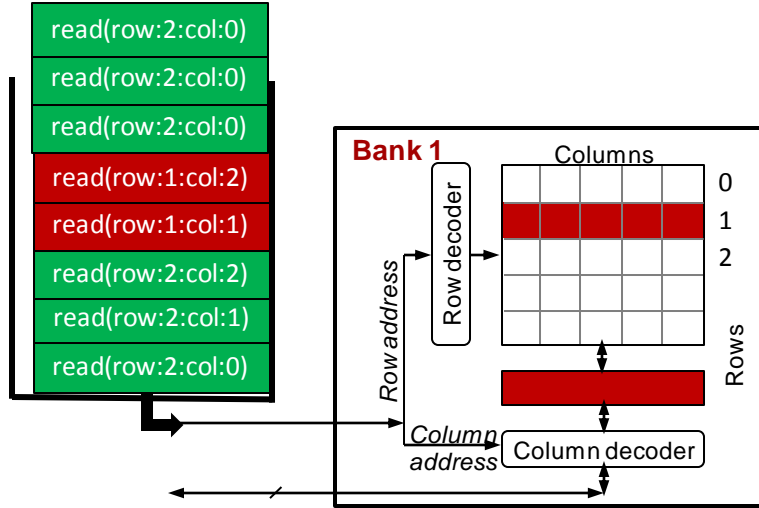 read(row:2:col:0)
read(row:2:col:0)
read(row:2:col:0)
read(row:1:col:2)
read(row:1:col:1)
read(row:2:col:2)
read(row:2:col:1)
read(row:2:col:0)
Bank 1
Columns
0
1
2
Row decoder
Row address
Rows
Column
address
Column decoder